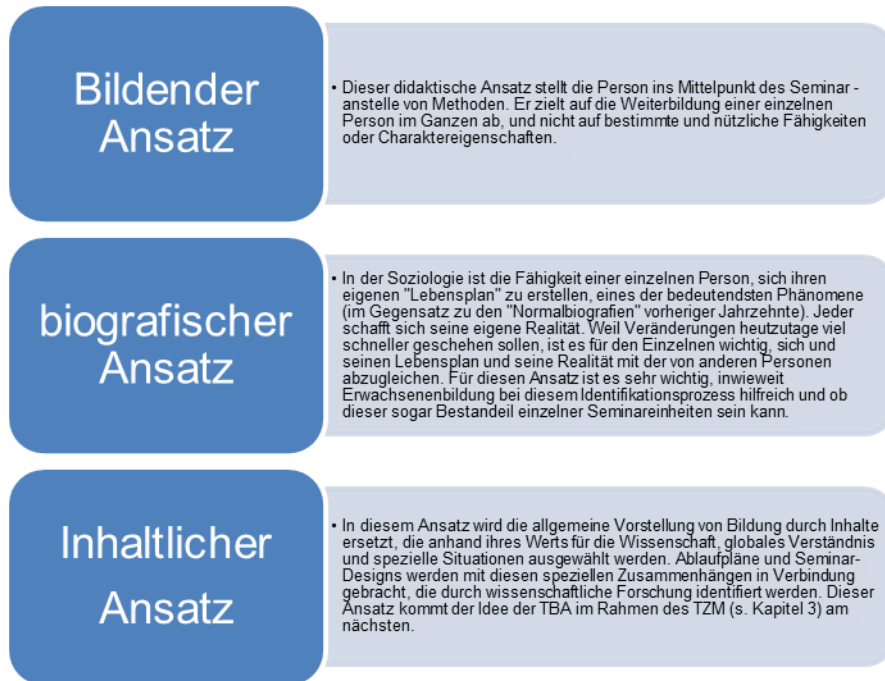 Bildender
Ansatz
• Dieser didaktische Ansatz stellt die Person ins Mittelpunkt des Seminar -
anstelle von Methoden. Er zielt auf die Weiterbildung einer einzelnen
Person im Ganzen ab, und nicht auf bestimmte und nützliche Fähigkeiten
oder Charaktereigenschaften.
biografischer
Ansatz
• In der Soziologie ist die Fähigkeit einer einzelnen Person, sich ihren
eigenen "Lebensplan" zu erstellen, eines der bedeutendsten Phänomene
(im Gegensatz zu den "Normalbiografien" vorheriger Jahrzehnte). Jeder
schafft sich seine eigene Realität. Weil Veränderungen heutzutage viel
schneller geschehen sollen, ist es für den Einzelnen wichtig, sich und
seinen Lebensplan und seine Realität mit der von anderen Personen
abzugleichen. Für diesen Ansatz ist es sehr wichtig, inwieweit
Erwachsenenbildung bei diesem Identifikationsprozess hilfreich und ob
dieser sogar Bestandeil einzelner Seminareinheiten sein kann.
Inhaltlicher
Ansatz
• In diesem Ansatz wird die allgemeine Vorstellung von Bildung durch Inhalte
ersetzt, die anhand ihres Werts für die Wissenschaft, globales Verständnis
und spezielle Situationen ausgewählt werden. Ablaufpläne und Seminar-
Designs werden mit diesen speziellen Zusammenhängen in Verbindung
gebracht, die durch wissenschaftliche Forschung identifiert werden. Dieser
Ansatz kommt der Idee der TBA im Rahmen des TZM (s. Kapitel 3) am
nächsten.